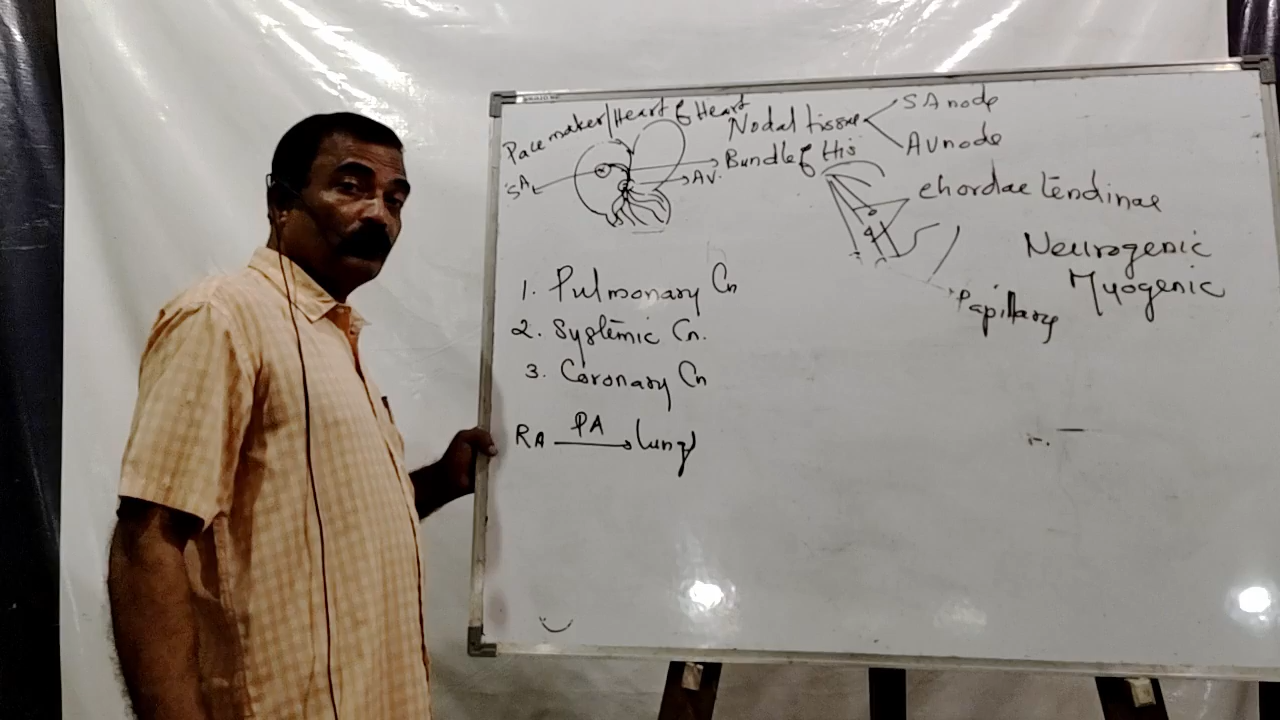 Pacemaker/Heart of Heart
Nodal tissue
SA node
AV node
SA
Bundle of His
AV.
chordae tendinae
Neurogenic
Myogenic
Papillary
1. Pulmonary Cn
2. Systemic Cn.
3. Coronary Cn
RA PA lungs